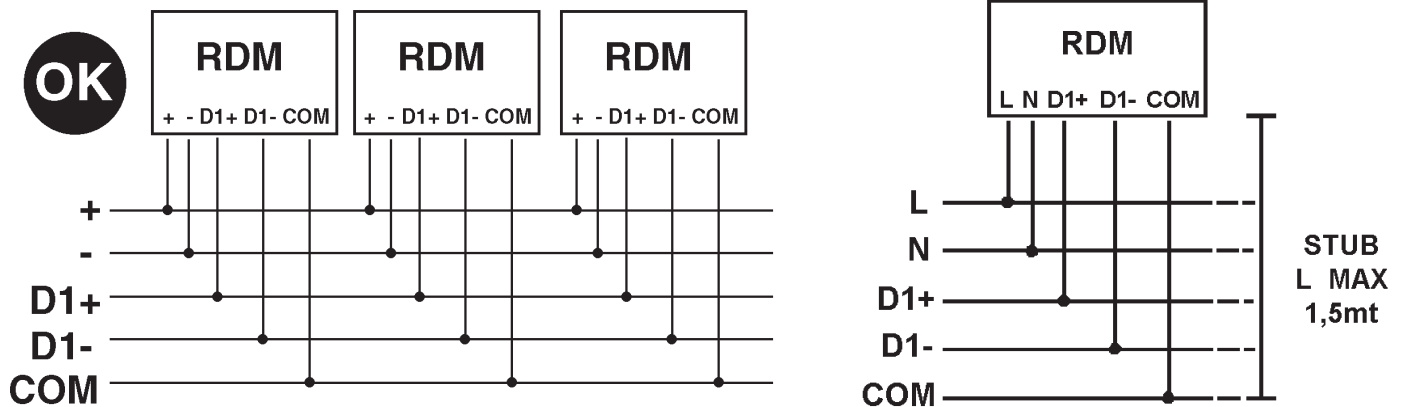 OK
RDM
+ - D1+ D1- COM
RDM
+ - D1+ D1- COM
RDM
+ - D1+ D1- COM
+
-
D1+
D1-
COM
RDM
L N D1+ D1- COM
L
N
D1+
D1-
COM
STUB
L MAX
1,5mt